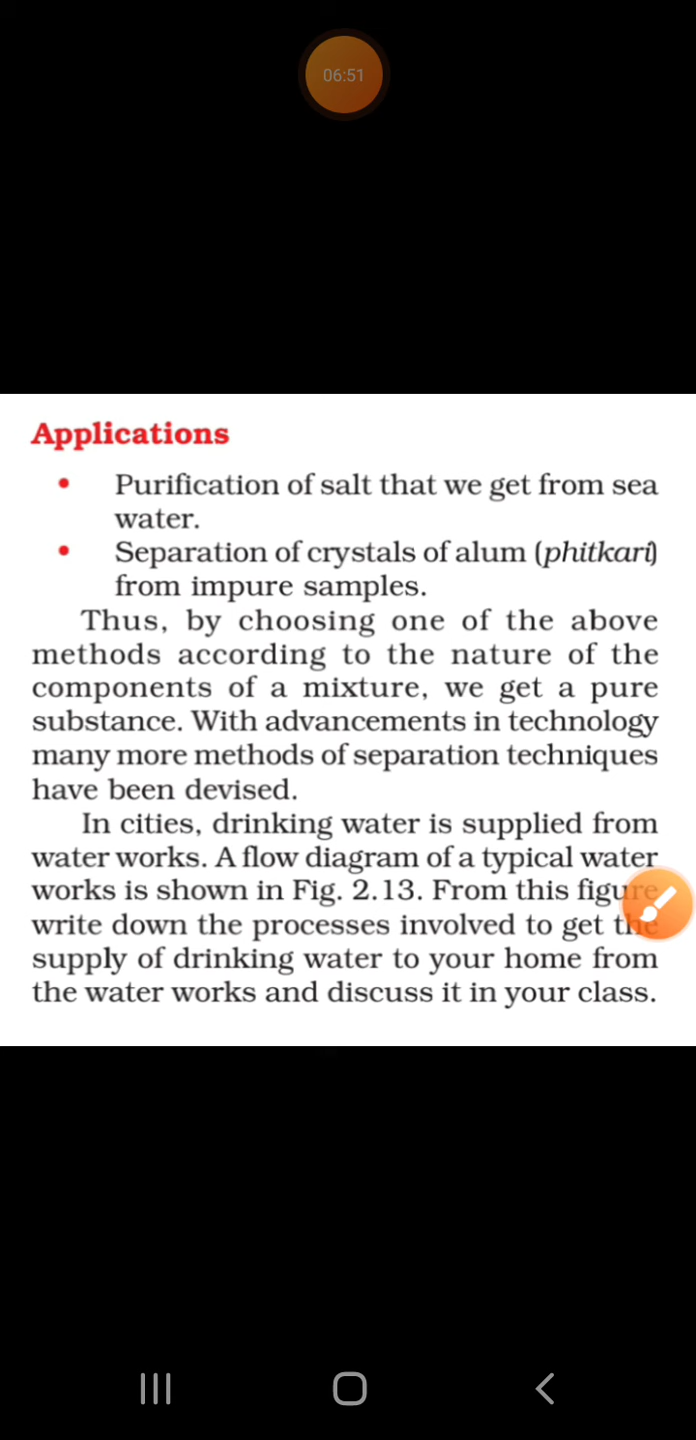 06:51
Applications
• Purification of salt that we get from sea
water.
• Separation of crystals of alum (phitkari)
from impure samples.
Thus, by choosing one of the above
methods according to the nature of the
components of a mixture, we get a pure
substance. With advancements in technology
many more methods of separation techniques
have been devised.
In cities, drinking water is supplied from
water works. A flow diagram of a typical water
works is shown in Fig. 2.13. From this figure
write down the processes involved to get the
supply of drinking water to your home from
the water works and discuss it in your class.